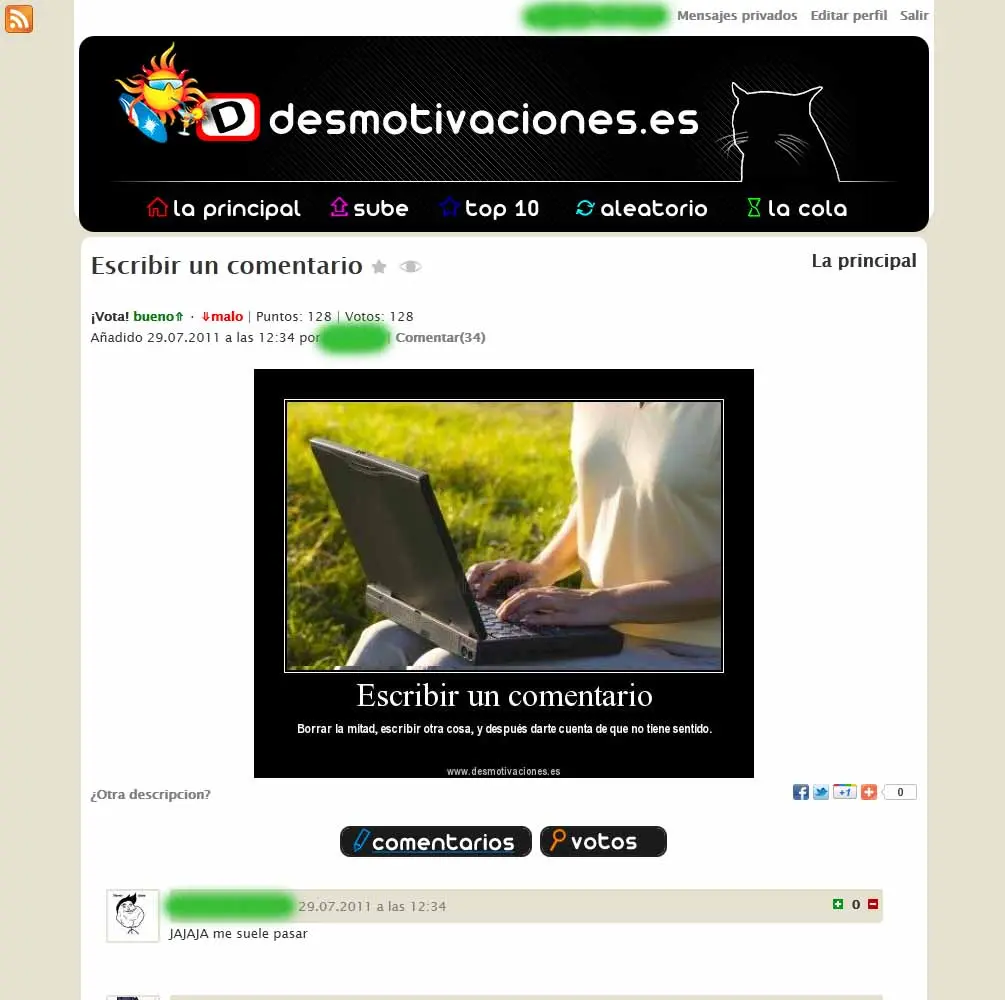 Mensajes privados Editar perfil Salir
D desmotivaciones.es
la principal sube top 10 aleatorio la cola
Escribir un comentario
La principal
¡Vota! bueno⇑ · ⇓malo | Puntos: 128 | Votos: 128
Añadido 29.07.2011 a las 12:34 por | Comentar(34)
Escribir un comentario
Borrar la mitad, escribir otra cosa, y después darte cuenta de que no tiene sentido.
www.desmotivaciones.es
¿Otra descripcion?
+1 0
comentarios votos
29.07.2011 a las 12:34 0
JAJAJA me suele pasar